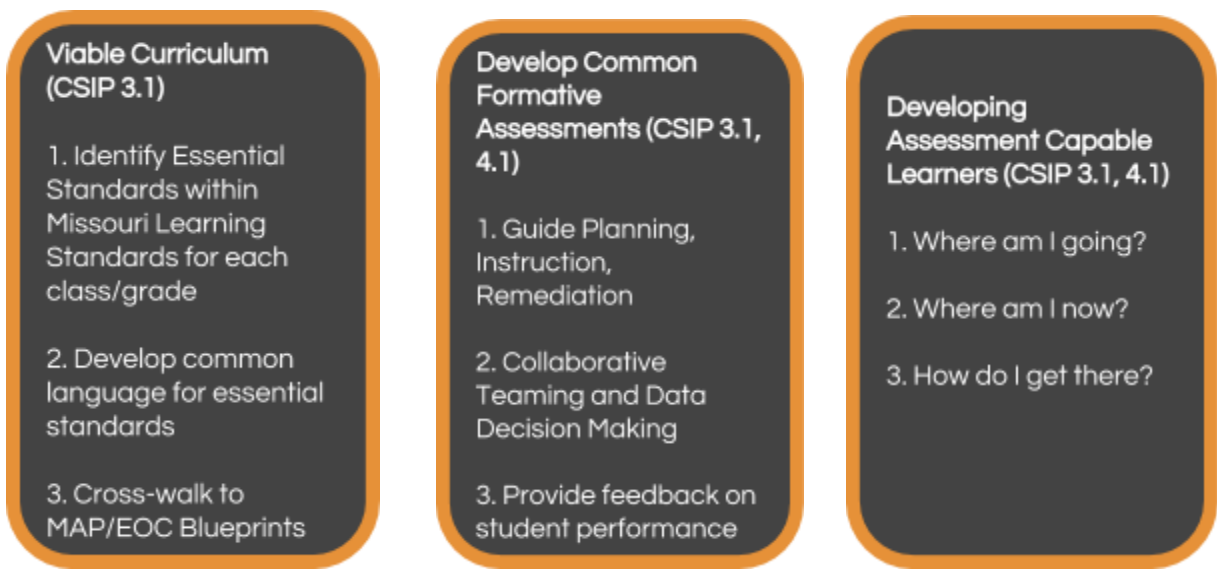 Viable Curriculum
(CSIP 3.1)
1. Identify Essential
Standards within
Missouri Learning
Standards for each
class/grade
2. Develop common
language for essential
standards
3. Cross-walk to
MAP/EOC Blueprints
Develop Common
Formative
Assessments (CSIP 3.1,
4.1)
1. Guide Planning,
Instruction,
Remediation
2. Collaborative
Teaming and Data
Decision Making
3. Provide feedback on
student performance
Developing
Assessment Capable
Learners (CSIP 3.1, 4.1)
1. Where am I going?
2. Where am I now?
3. How do I get there?